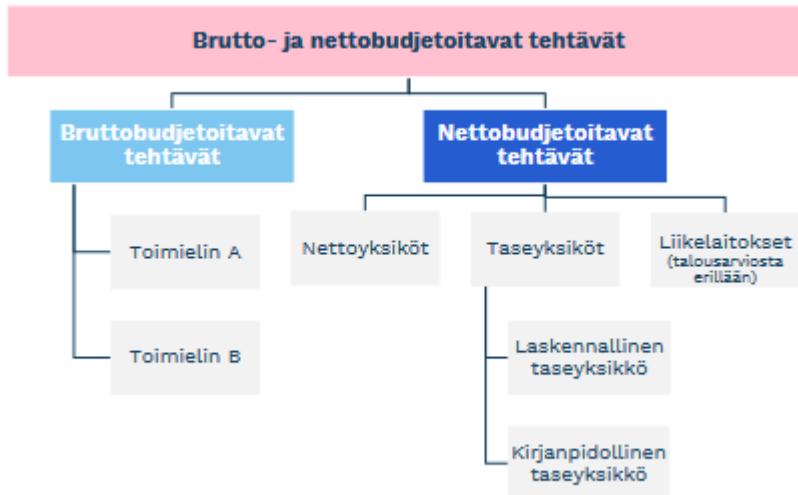 Brutto- ja nettobudjetoitavat tehtävät
Bruttobudjetoitavat
tehtävät
Nettobudjetoitavat
tehtävät
Toimielin A
Toimielin B
Nettoyksiköt
Taseyksiköt
Liikelaitokset
(talousarviosta
erillään)
Laskennallinen
taseyksikkö
Kirjanpidollinen
taseyksikkö